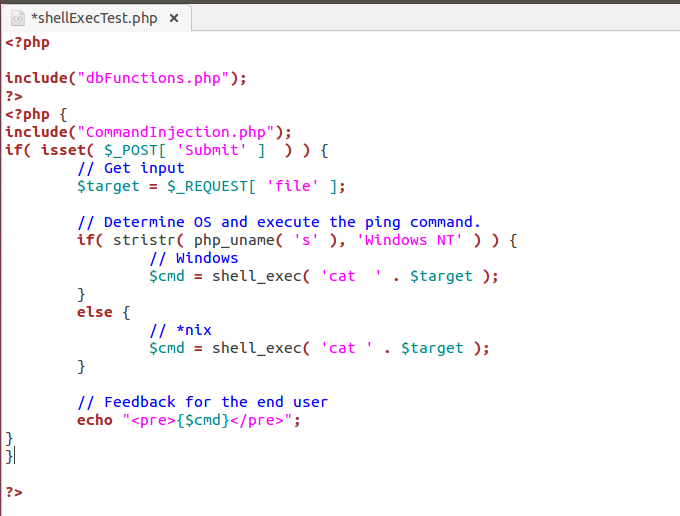 *shellExecTest.php ×
<?php
include("dbFunctions.php");
?>
<?php {
include("CommandInjection.php");
if( isset( $_POST[ 'Submit' ]  ) ) {
        // Get input
        $target = $_REQUEST[ 'file' ];
        // Determine OS and execute the ping command.
        if( stristr( php_uname( 's' ), 'Windows NT' ) ) {
                // Windows
                $cmd = shell_exec( 'cat  ' . $target );
        }
        else {
                // *nix
                $cmd = shell_exec( 'cat ' . $target );
        }
        // Feedback for the end user
        echo "<pre>{$cmd}</pre>";
}
}
?>